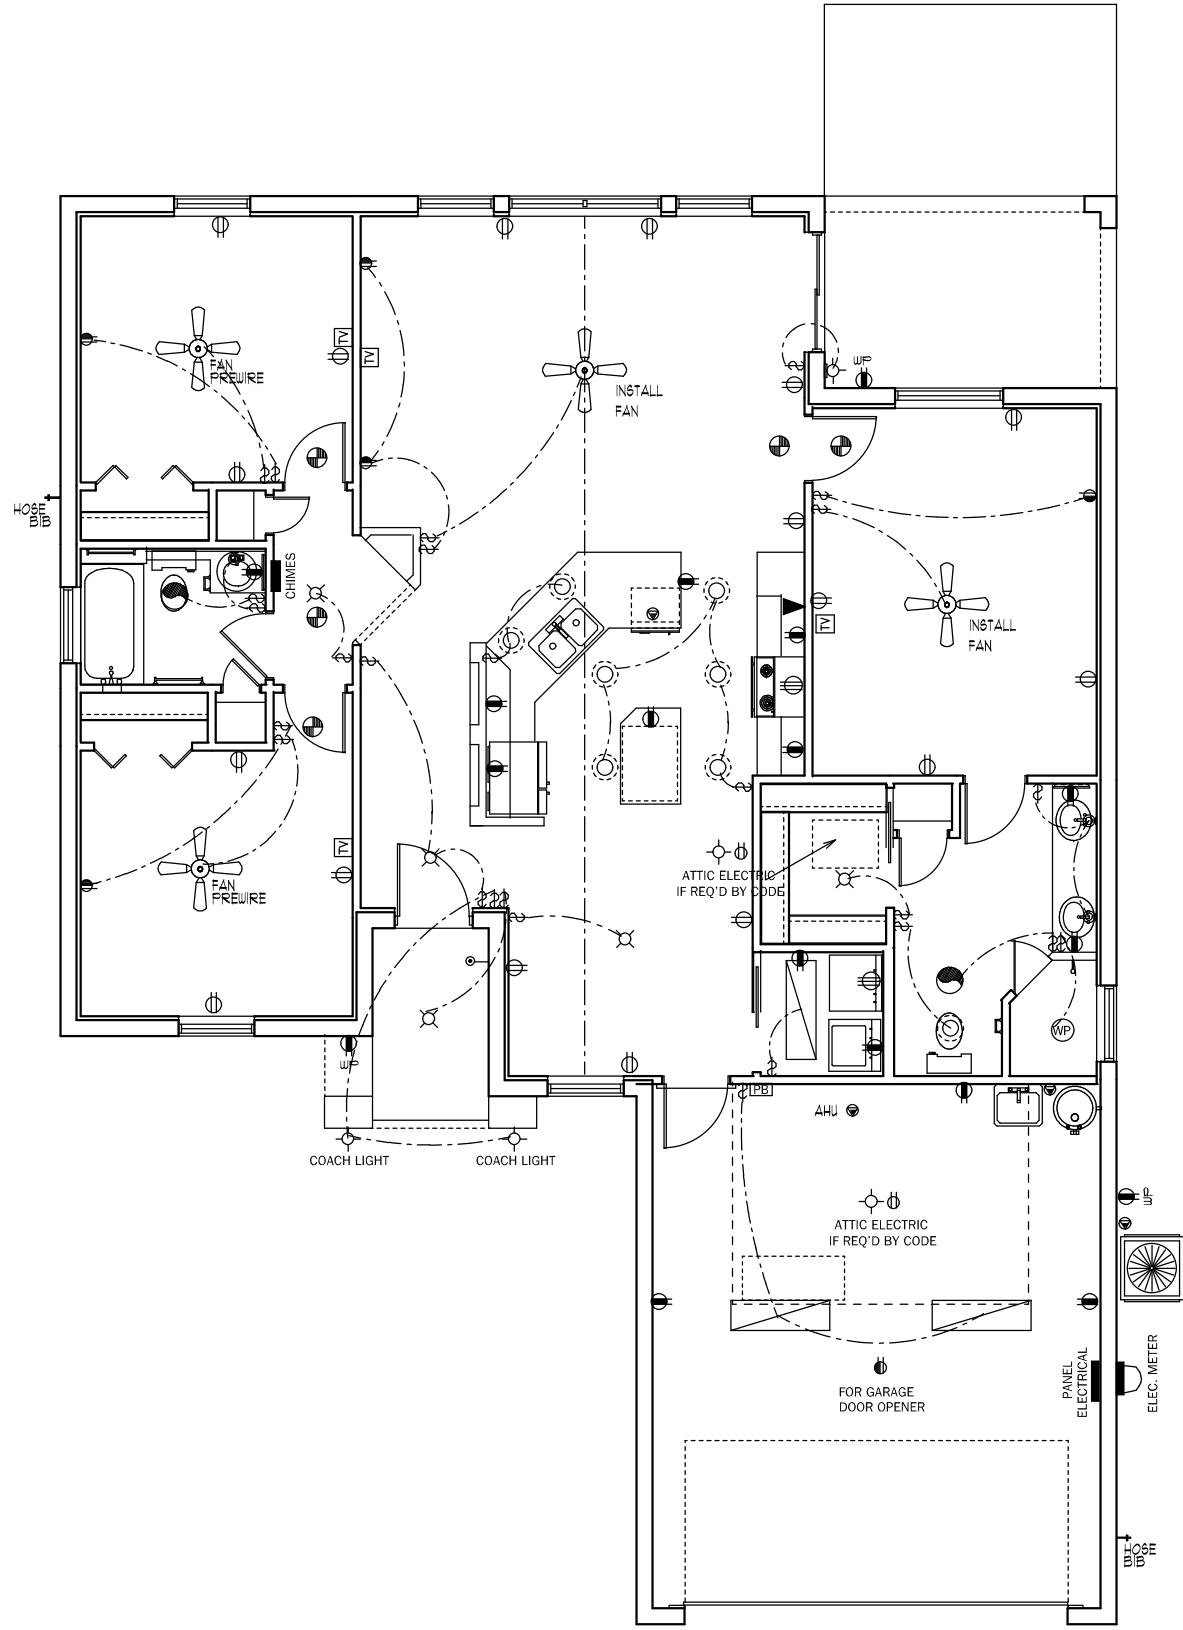 WP
TV
TV
FAN
PREWIRE
INSTALL
FAN
HOSE
BIB
CHIMES
TV
INSTALL
FAN
TV
FAN
PREWIRE
ATTIC ELECTRIC
IF REQ'D BY CODE
WP
WP
PB
AHU
COACH LIGHT
COACH LIGHT
ATTIC ELECTRIC
IF REQ'D BY CODE
PANEL
ELECTRICAL
ELEC. METER
FOR GARAGE
DOOR OPENER
HOSE
BIB